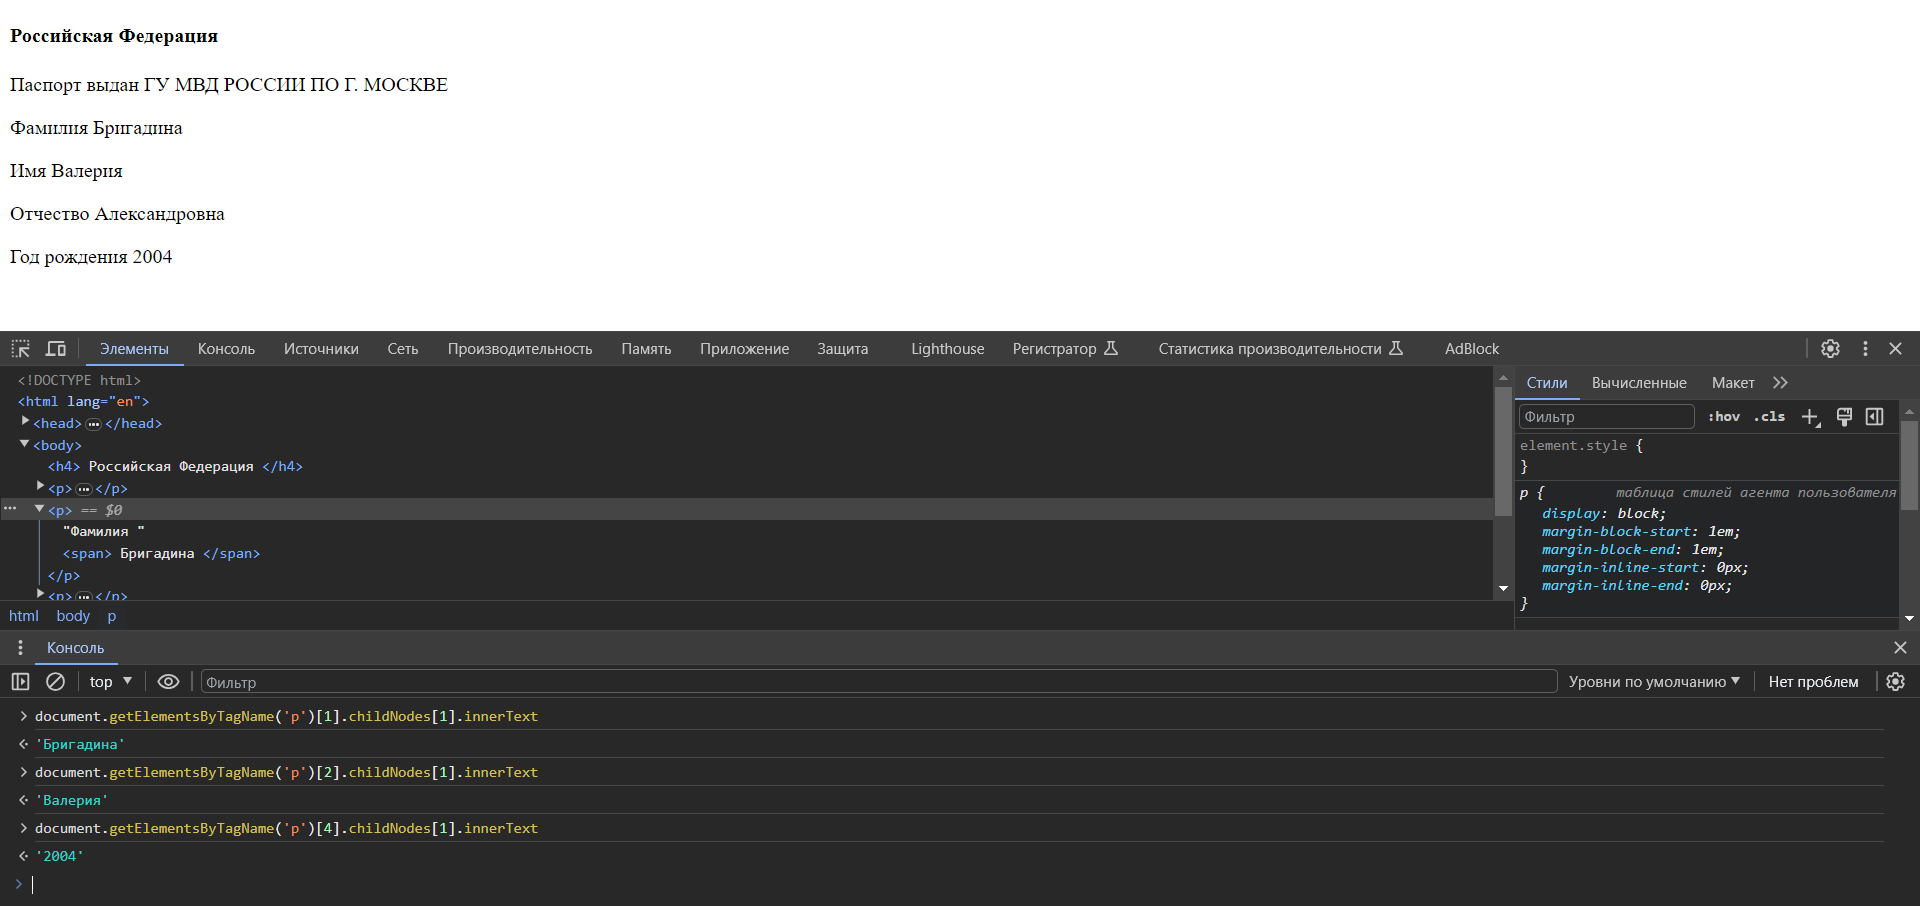 Российская Федерация
Паспорт выдан ГУ МВД РОССИИ ПО Г. МОСКВЕ
Фамилия Бригадина
Имя Валерия
Отчество Александровна
Год рождения 2004
Элементы Консоль Источники Сеть Производительность Память Приложение Защита Lighthouse Регистратор Статистика производительности AdBlock
<!DOCTYPE html>
<html lang="en">
<head> ••• </head>
<body>
<h4> Российская Федерация </h4>
<p> ••• </p>
••• <p> == $0
"Фамилия "
<span> Бригадина </span>
</p>
<p> ••• </p>
html body p
Стили Вычисленные Макет
Фильтр :hov .cls
element.style {
}
p { таблица стилей агента пользователя
display: block;
margin-block-start: 1em;
margin-block-end: 1em;
margin-inline-start: 0px;
margin-inline-end: 0px;
}
Консоль
top Фильтр Уровни по умолчанию Нет проблем
document.getElementsByTagName('p')[1].childNodes[1].innerText
'Бригадина'
document.getElementsByTagName('p')[2].childNodes[1].innerText
'Валерия'
document.getElementsByTagName('p')[4].childNodes[1].innerText
'2004'